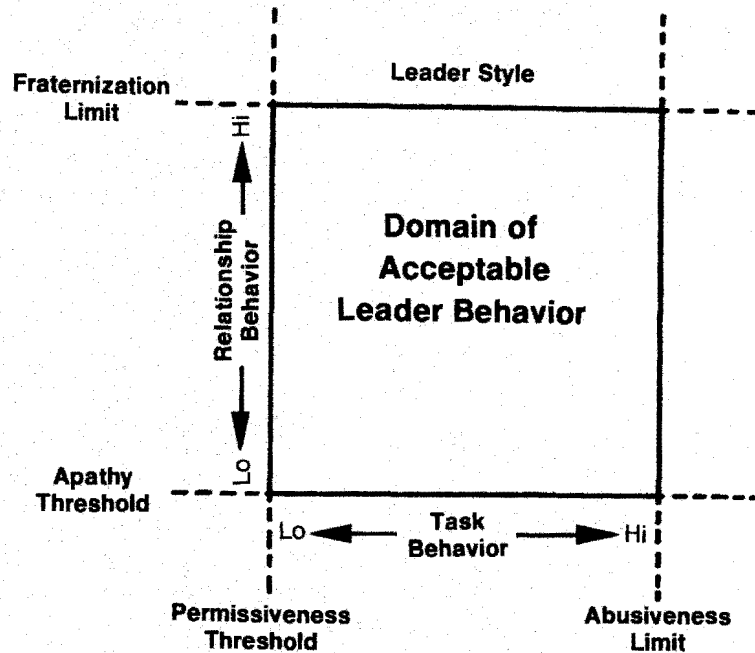 Leader Style
Fraternization
Limit
Hi
Relationship
Behavior
Lo
Domain of
Acceptable
Leader Behavior
Apathy
Threshold
Lo
Task
Behavior
Hi
Permissiveness
Threshold
Abusiveness
Limit